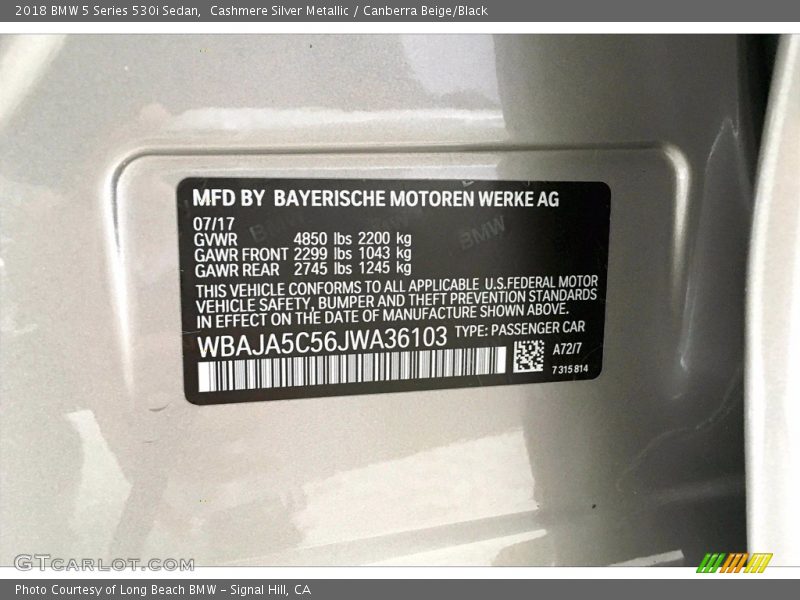 2018 BMW 5 Series 530i Sedan,  Cashmere Silver Metallic / Canberra Beige/Black
MFD BY BAYERISCHE MOTOREN WERKE AG
07/17
GVWR 4850 lbs 2200 kg
GAWR FRONT 2299 lbs 1043 kg
GAWR REAR 2745 lbs 1245 kg
THIS VEHICLE CONFORMS TO ALL APPLICABLE U.S.FEDERAL MOTOR
VEHICLE SAFETY, BUMPER AND THEFT PREVENTION STANDARDS
IN EFFECT ON THE DATE OF MANUFACTURE SHOWN ABOVE.
WBAJA5C56JWA36103 TYPE: PASSENGER CAR
A72/7
7 315 814
BMW
BMW
GTCARLOT.COM
Photo Courtesy of Long Beach BMW – Signal Hill, CA